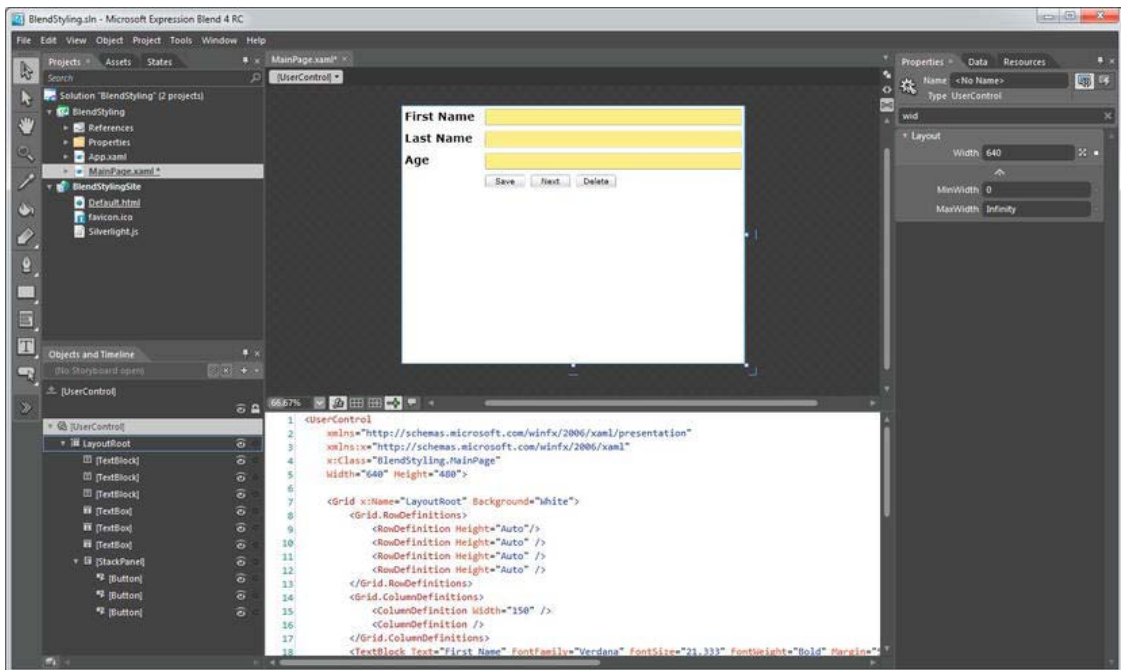 BlendStyling.sln - Microsoft Expression Blend 4 RC
File Edit View Object Project Tools Window Help
Projects Assets States
Search
Solution "BlendStyling" (2 projects)
BlendStyling
References
Properties
App.xaml
MainPage.xaml *
BlendStylingSite
Default.html
favicon.ico
Silverlight.js
Objects and Timeline
(No Storyboard open)
[UserControl]
[UserControl]
LayoutRoot
[TextBlock]
[TextBlock]
[TextBlock]
[TextBox]
[TextBox]
[TextBox]
[StackPanel]
[Button]
[Button]
[Button]
MainPage.xaml*
[UserControl]
First Name
Last Name
Age
Save Next Delete
66.67%
1 <UserControl
2 xmlns="http://schemas.microsoft.com/winfx/2006/xaml/presentation"
3 xmlns:x="http://schemas.microsoft.com/winfx/2006/xaml"
4 x:Class="BlendStyling.MainPage"
5 Width="640" Height="480">
6
7 <Grid x:Name="LayoutRoot" Background="White">
8 <Grid.RowDefinitions>
9 <RowDefinition Height="Auto"/>
10 <RowDefinition Height="Auto" />
11 <RowDefinition Height="Auto" />
12 <RowDefinition Height="Auto" />
13 </Grid.RowDefinitions>
14 <Grid.ColumnDefinitions>
15 <ColumnDefinition Width="150" />
16 <ColumnDefinition />
17 </Grid.ColumnDefinitions>
18 <TextBlock Text="First Name" FontFamily="Verdana" FontSize="21.333" FontWeight="Bold" Margin="
Properties Data Resources
Name <No Name>
Type UserControl
wid
Layout
Width 640
MinWidth 0
MaxWidth Infinity